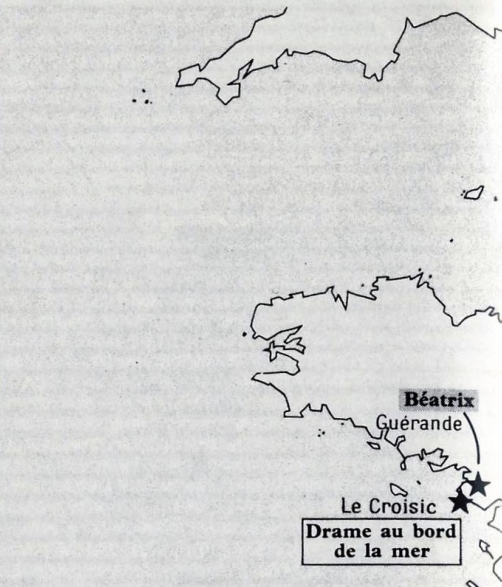 Béatrix
Guérande
Le Croisic
Drame au bord
de la mer